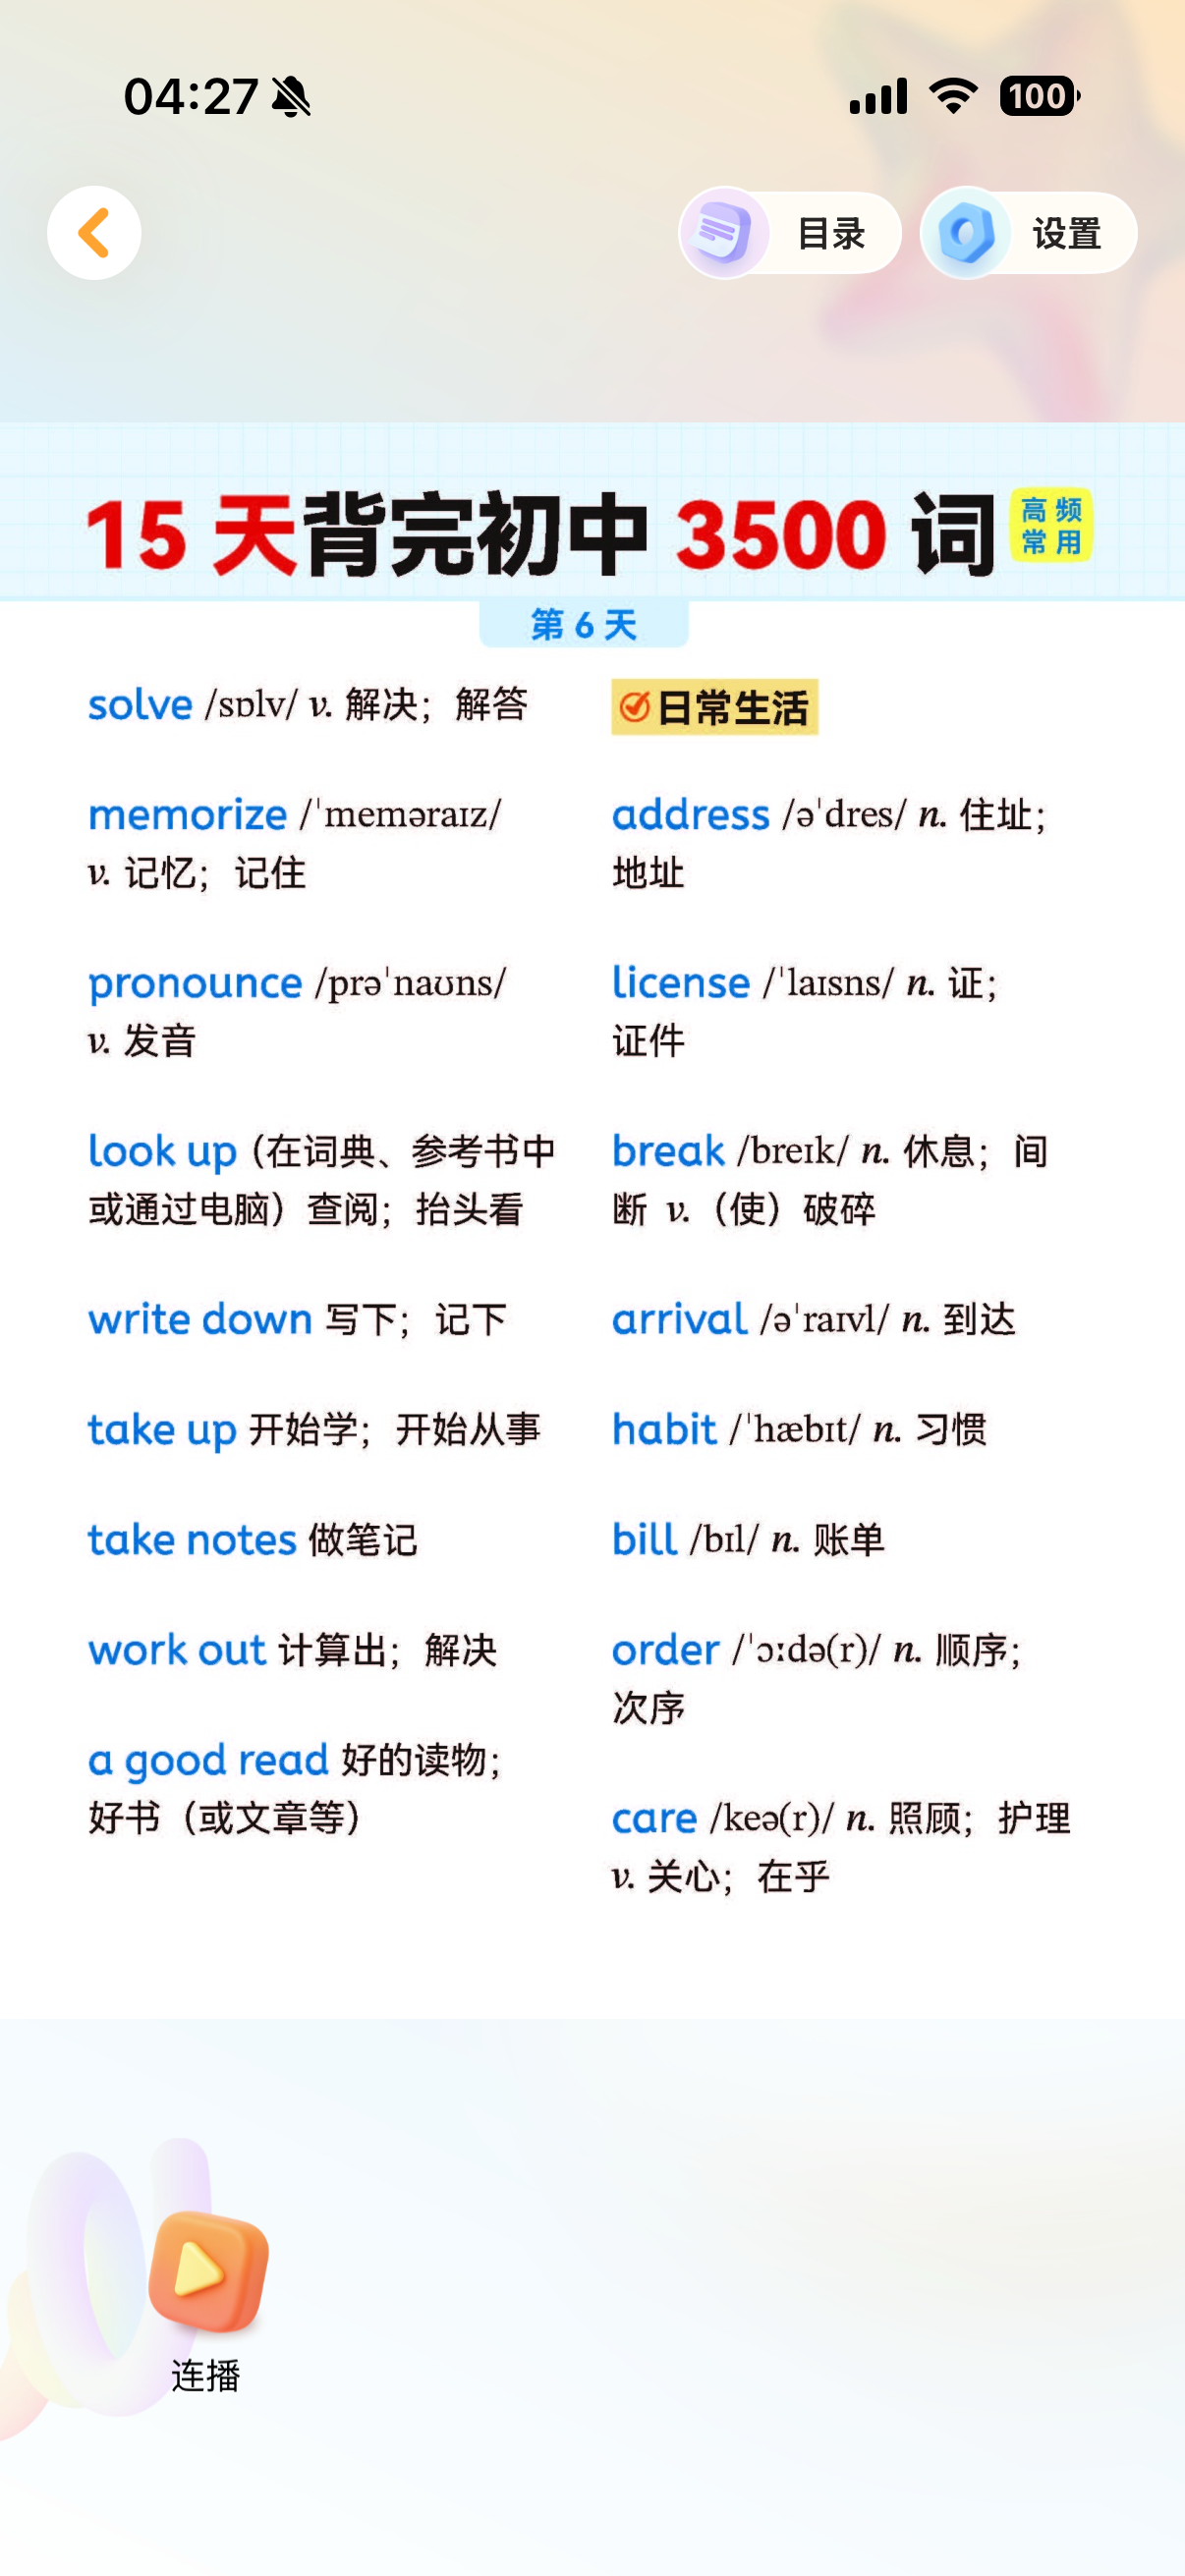 04:27
100
目录
设置
15 天背完初中 3500 词
高频
常用
第 6 天
solve /sɒlv/ v. 解决；解答
memorize /ˈmeməraɪz/
v. 记忆；记住
pronounce /prəˈnaʊns/
v. 发音
look up（在词典、参考书中
或通过电脑）查阅；抬头看
write down 写下；记下
take up 开始学；开始从事
take notes 做笔记
work out 计算出；解决
a good read 好的读物；
好书（或文章等）
日常生活
address /əˈdres/ n. 住址；
地址
license /ˈlaɪsns/ n. 证；
证件
break /breɪk/ n. 休息；间
断 v.（使）破碎
arrival /əˈraɪvl/ n. 到达
habit /ˈhæbɪt/ n. 习惯
bill /bɪl/ n. 账单
order /ˈɔːdə(r)/ n. 顺序；
次序
care /keə(r)/ n. 照顾；护理
v. 关心；在乎
连播